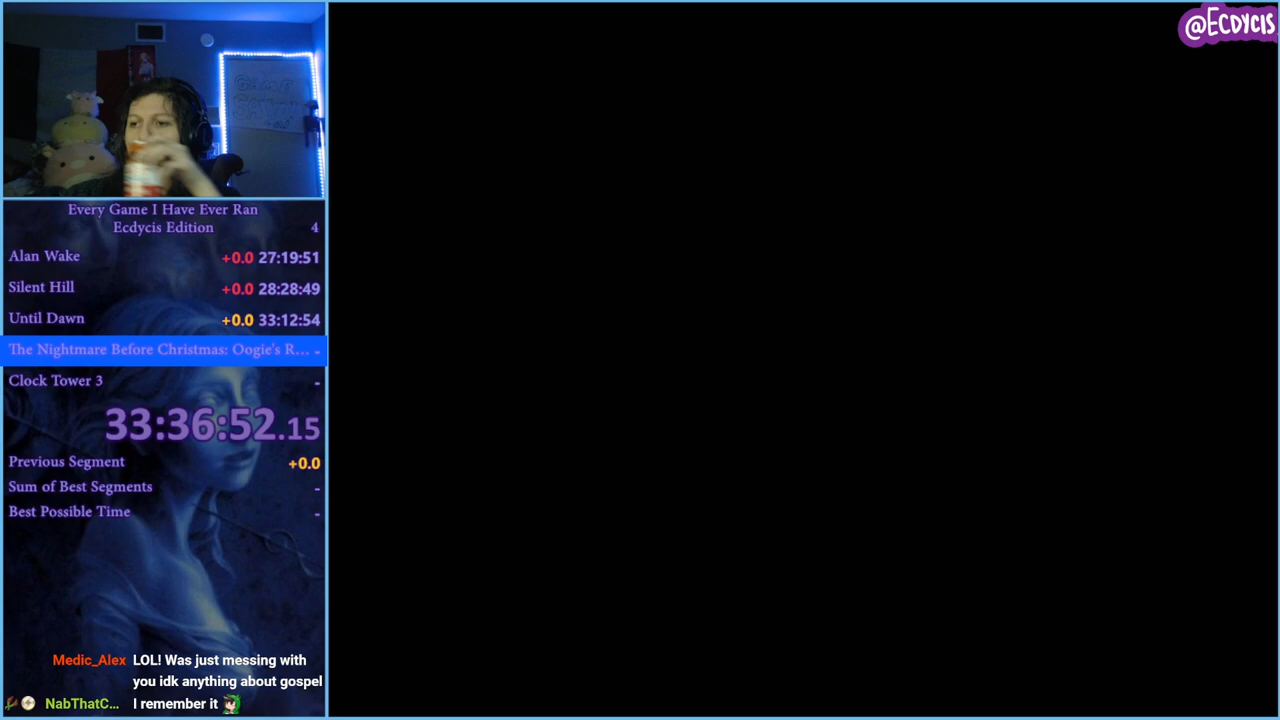 @ECDYCIS
GAME
Every Game I Have Ever Ran
Ecdycis Edition 4
Alan Wake +0.0 27:19:51
Silent Hill +0.0 28:28:49
Until Dawn +0.0 33:12:54
The Nightmare Before Christmas: Oogie's R... -
Clock Tower 3 -
33:36:52.15
Previous Segment +0.0
Sum of Best Segments -
Best Possible Time -
Medic_Alex LOL! Was just messing with
you idk anything about gospel
NabThatC... I remember it